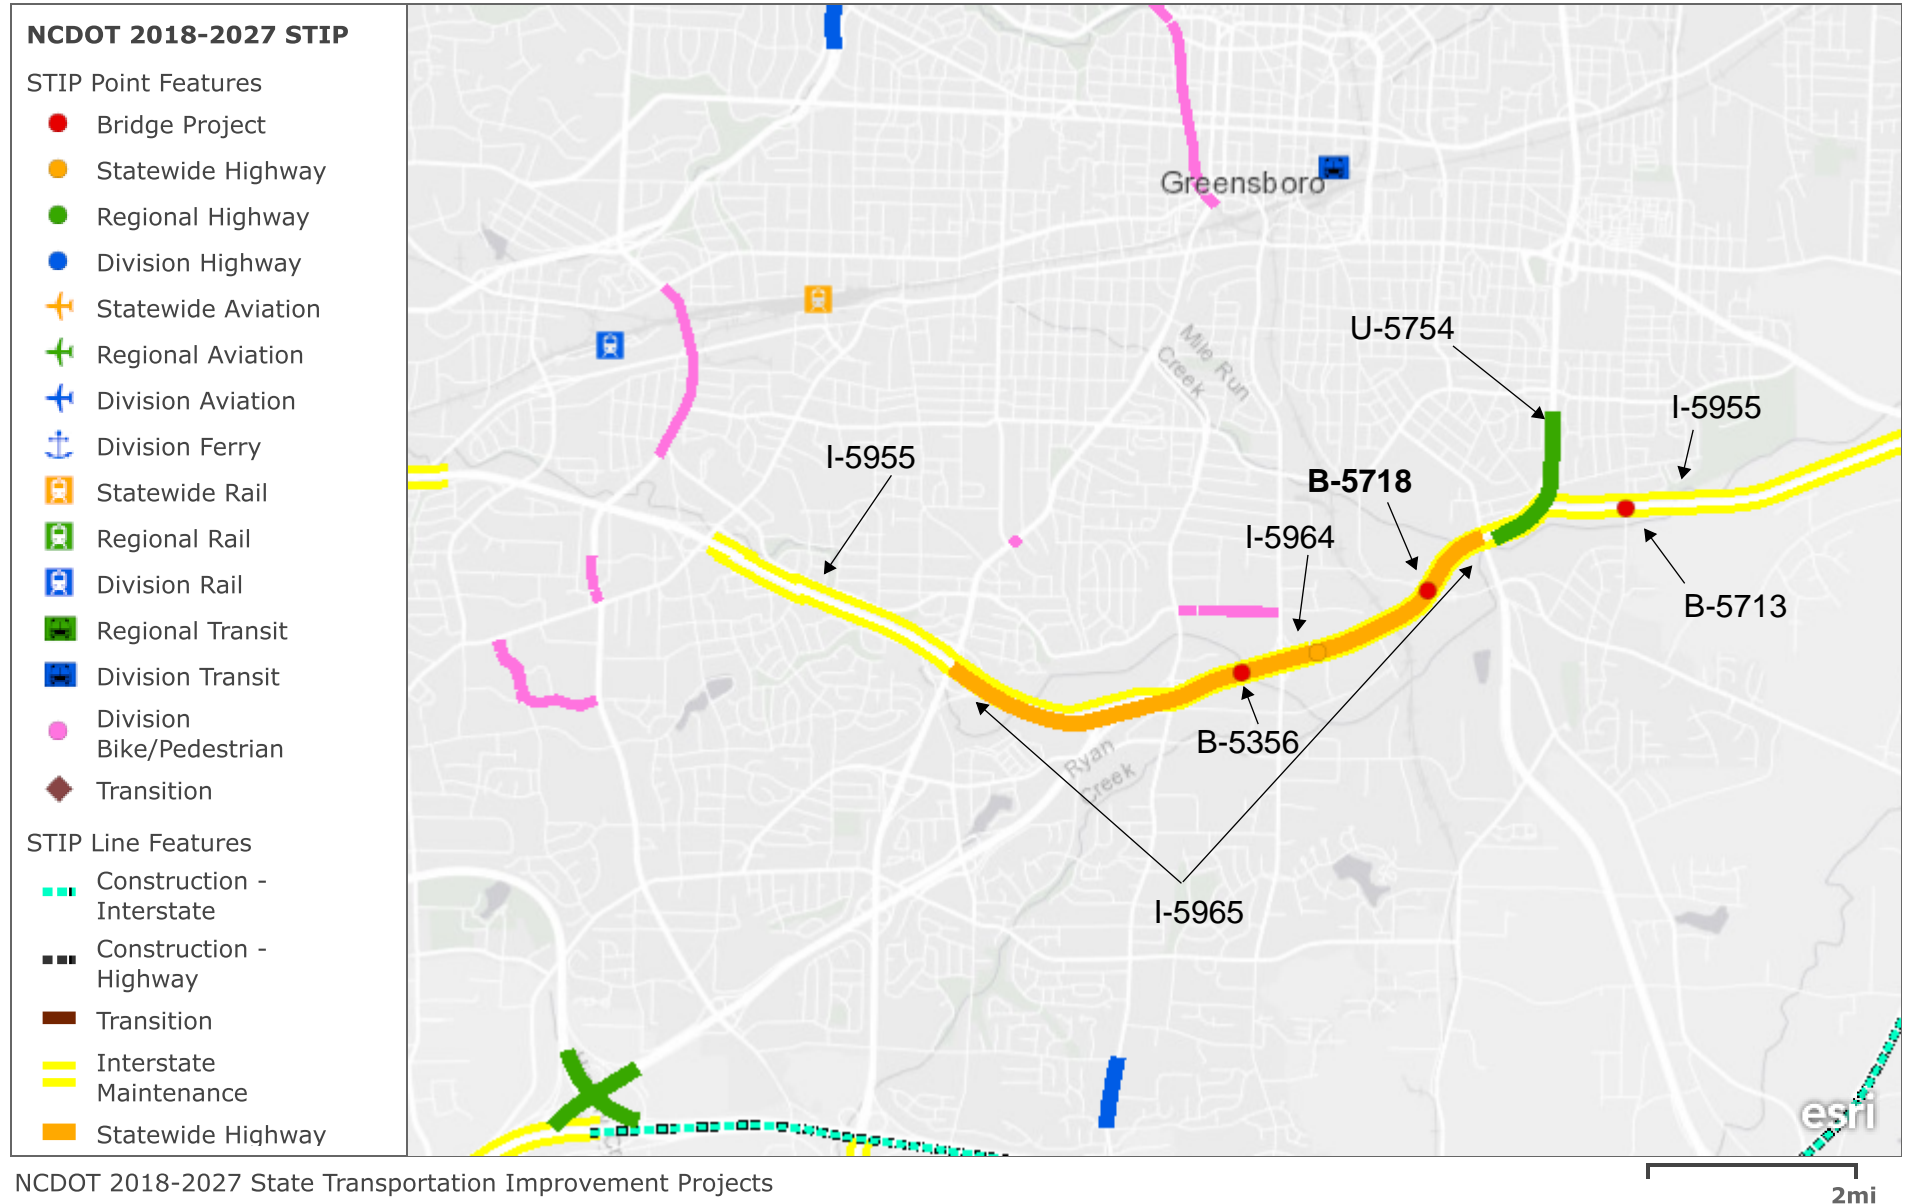 NCDOT 2018-2027 STIP
STIP Point Features
Bridge Project
Statewide Highway
Regional Highway
Division Highway
Statewide Aviation
Regional Aviation
Division Aviation
Division Ferry
Statewide Rail
Regional Rail
Division Rail
Regional Transit
Division Transit
Division
Bike/Pedestrian
Transition
STIP Line Features
Construction -
Interstate
Construction -
Highway
Transition
Interstate
Maintenance
Statewide Highway
Greensboro
Mile Run
Creek
U-5754
I-5955
I-5955
B-5718
I-5964
B-5713
B-5356
Ryan
Creek
I-5965
esri
NCDOT 2018-2027 State Transportation Improvement Projects
2mi